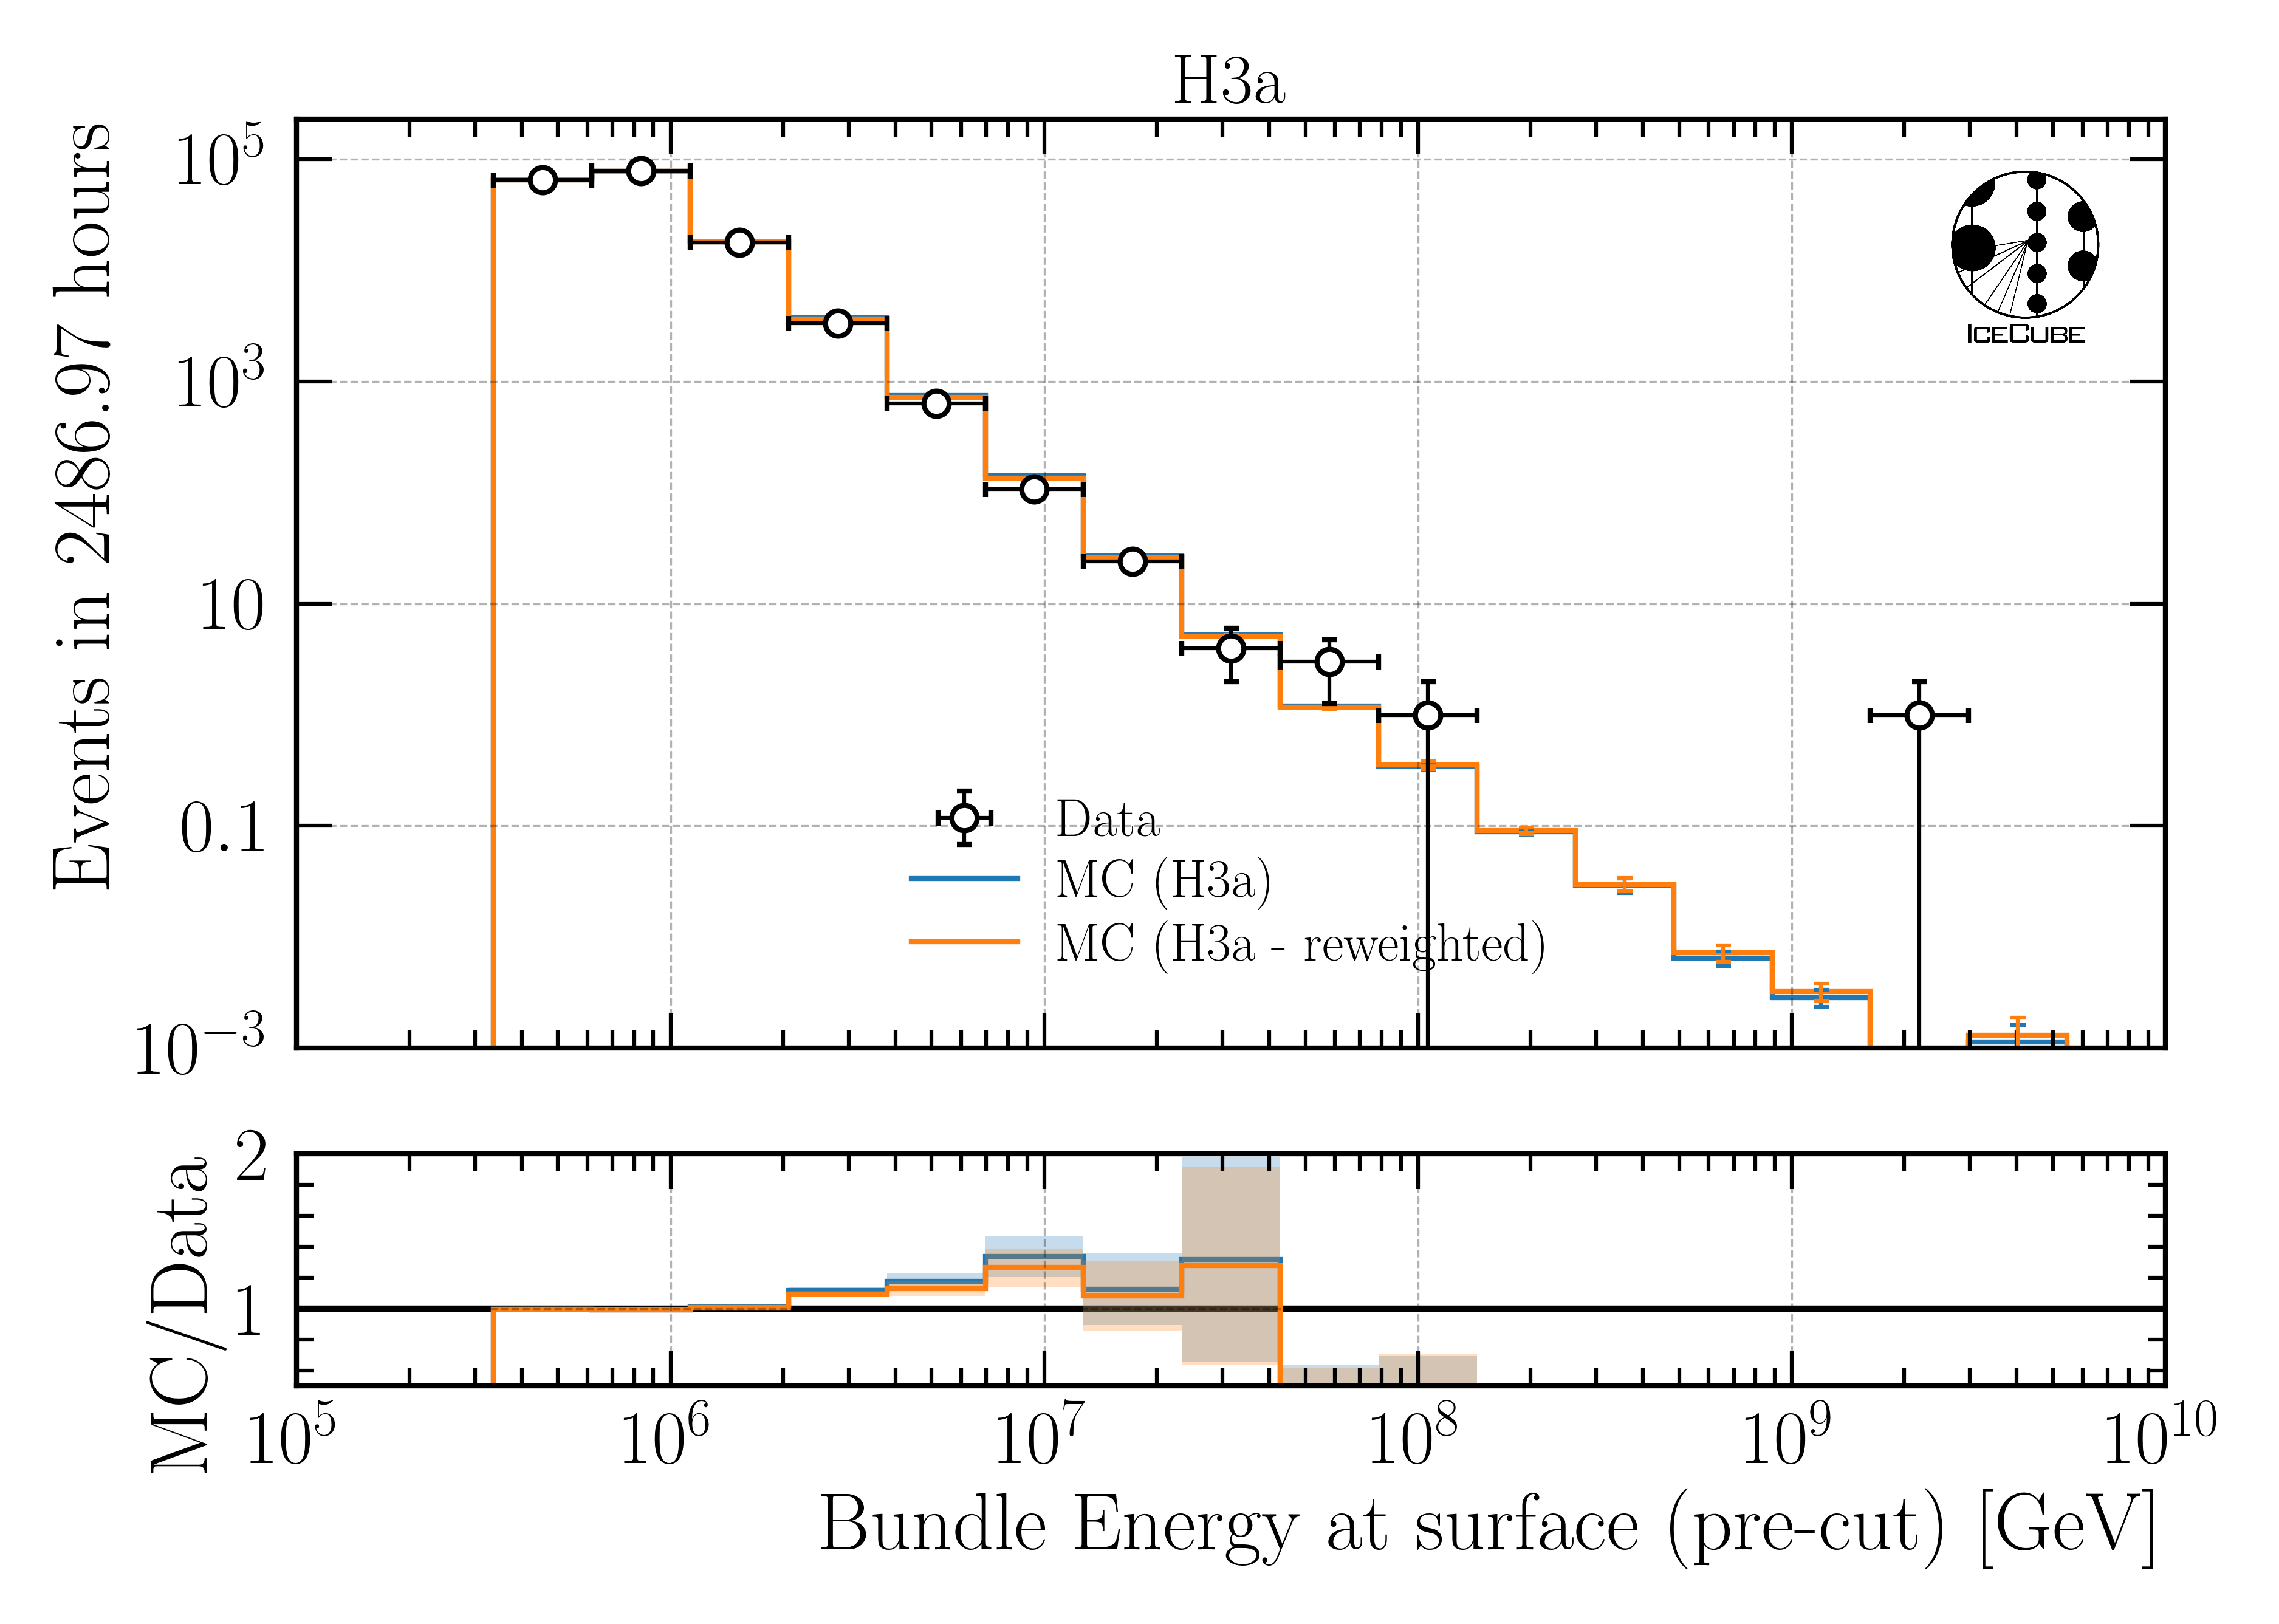 H3a
Events in 2486.97 hours
10^5
10^3
10
0.1
10^−3
ICECUBE
Data
MC (H3a)
MC (H3a - reweighted)
MC/Data
2
1
10^5 10^6 10^7 10^8 10^9 10^10
Bundle Energy at surface (pre-cut) [GeV]